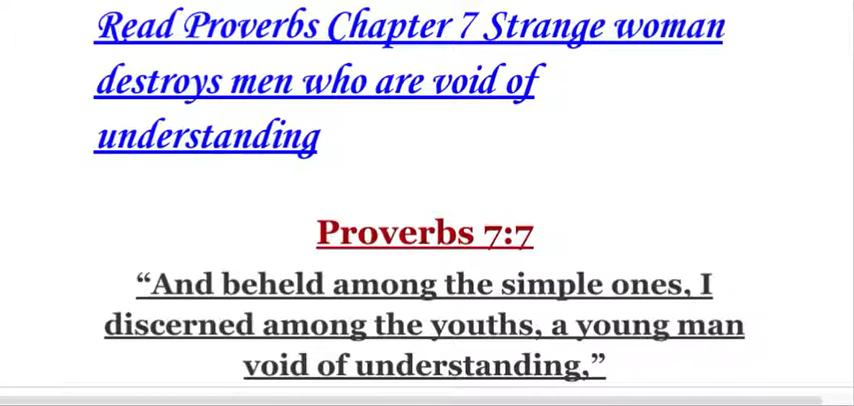 Read Proverbs Chapter 7 Strange woman
destroys men who are void of
understanding
Proverbs 7:7
“And beheld among the simple ones, I
discerned among the youths, a young man
void of understanding,”